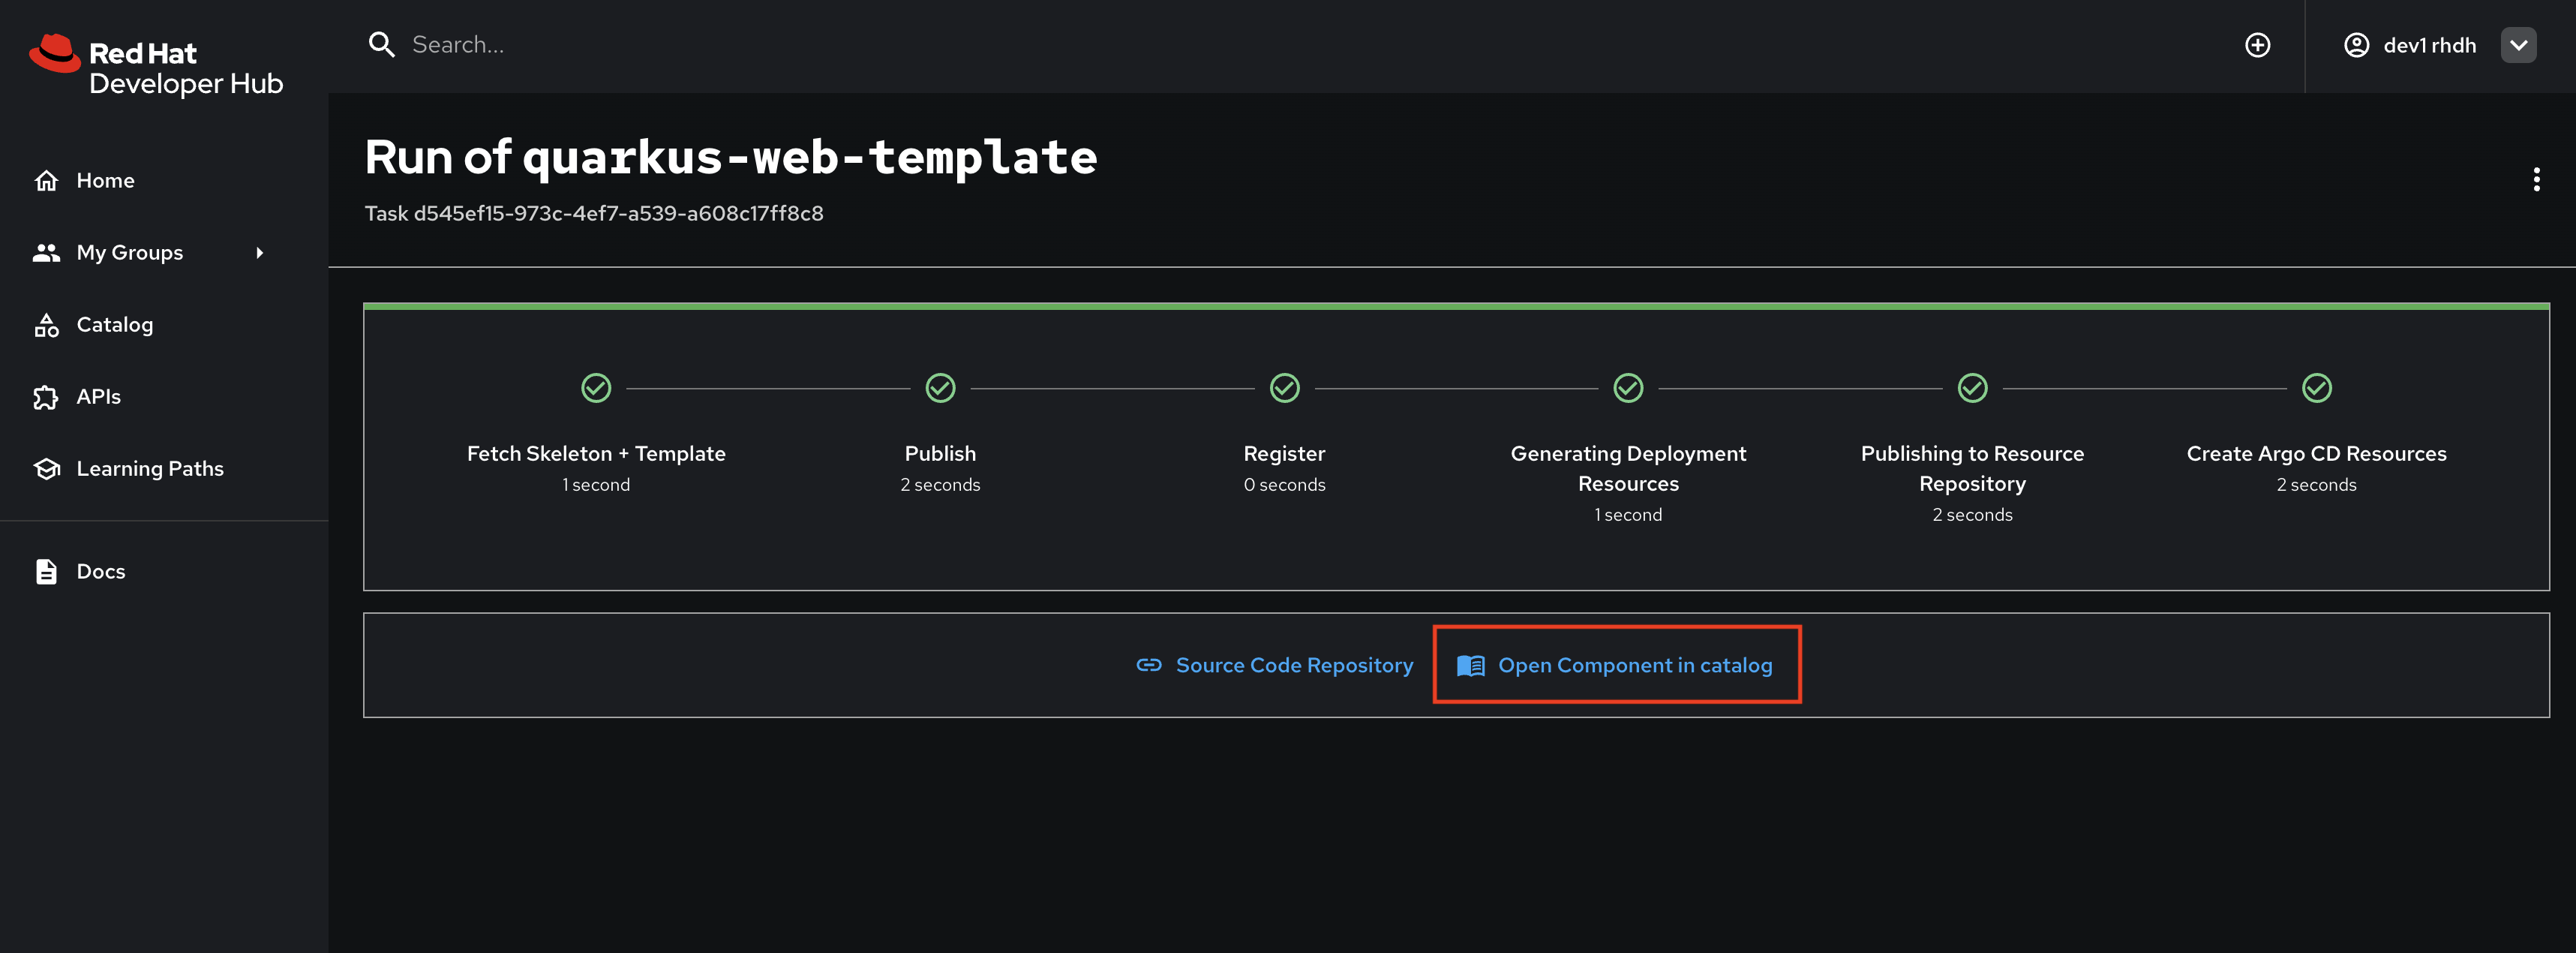 Red Hat
Developer Hub
Search...
dev1 rhdh
Home
My Groups
Catalog
APIs
Learning Paths
Docs
Run of quarkus-web-template
Task d545ef15-973c-4ef7-a539-a608c17ff8c8
Fetch Skeleton + Template
1 second
Publish
2 seconds
Register
0 seconds
Generating Deployment
Resources
1 second
Publishing to Resource
Repository
2 seconds
Create Argo CD Resources
2 seconds
Source Code Repository
Open Component in catalog